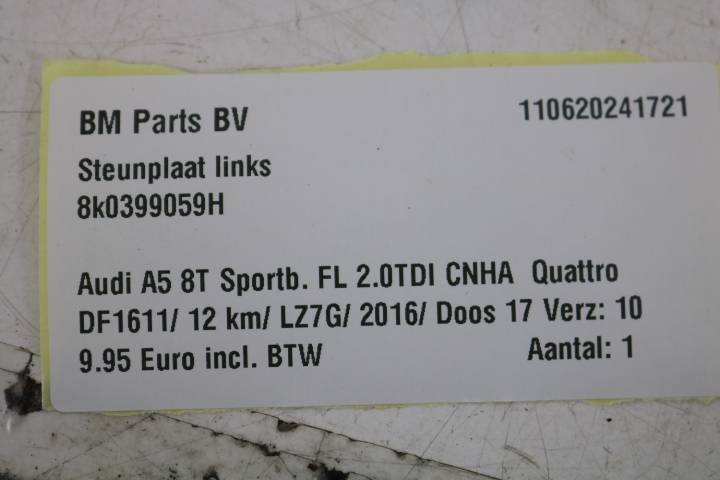 BM Parts BV 110620241721
Steunplaat links
8k0399059H
Audi A5 8T Sportb. FL 2.0TDI CNHA Quattro
DF1611/ 12 km/ LZ7G/ 2016/ Doos 17 Verz: 10
9.95 Euro incl. BTW Aantal: 1